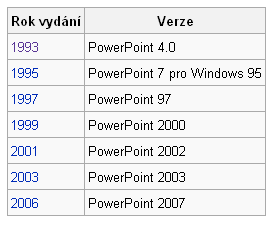 Rok vydání Verze
1993 PowerPoint 4.0
1995 PowerPoint 7 pro Windows 95
1997 PowerPoint 97
1999 PowerPoint 2000
2001 PowerPoint 2002
2003 PowerPoint 2003
2006 PowerPoint 2007